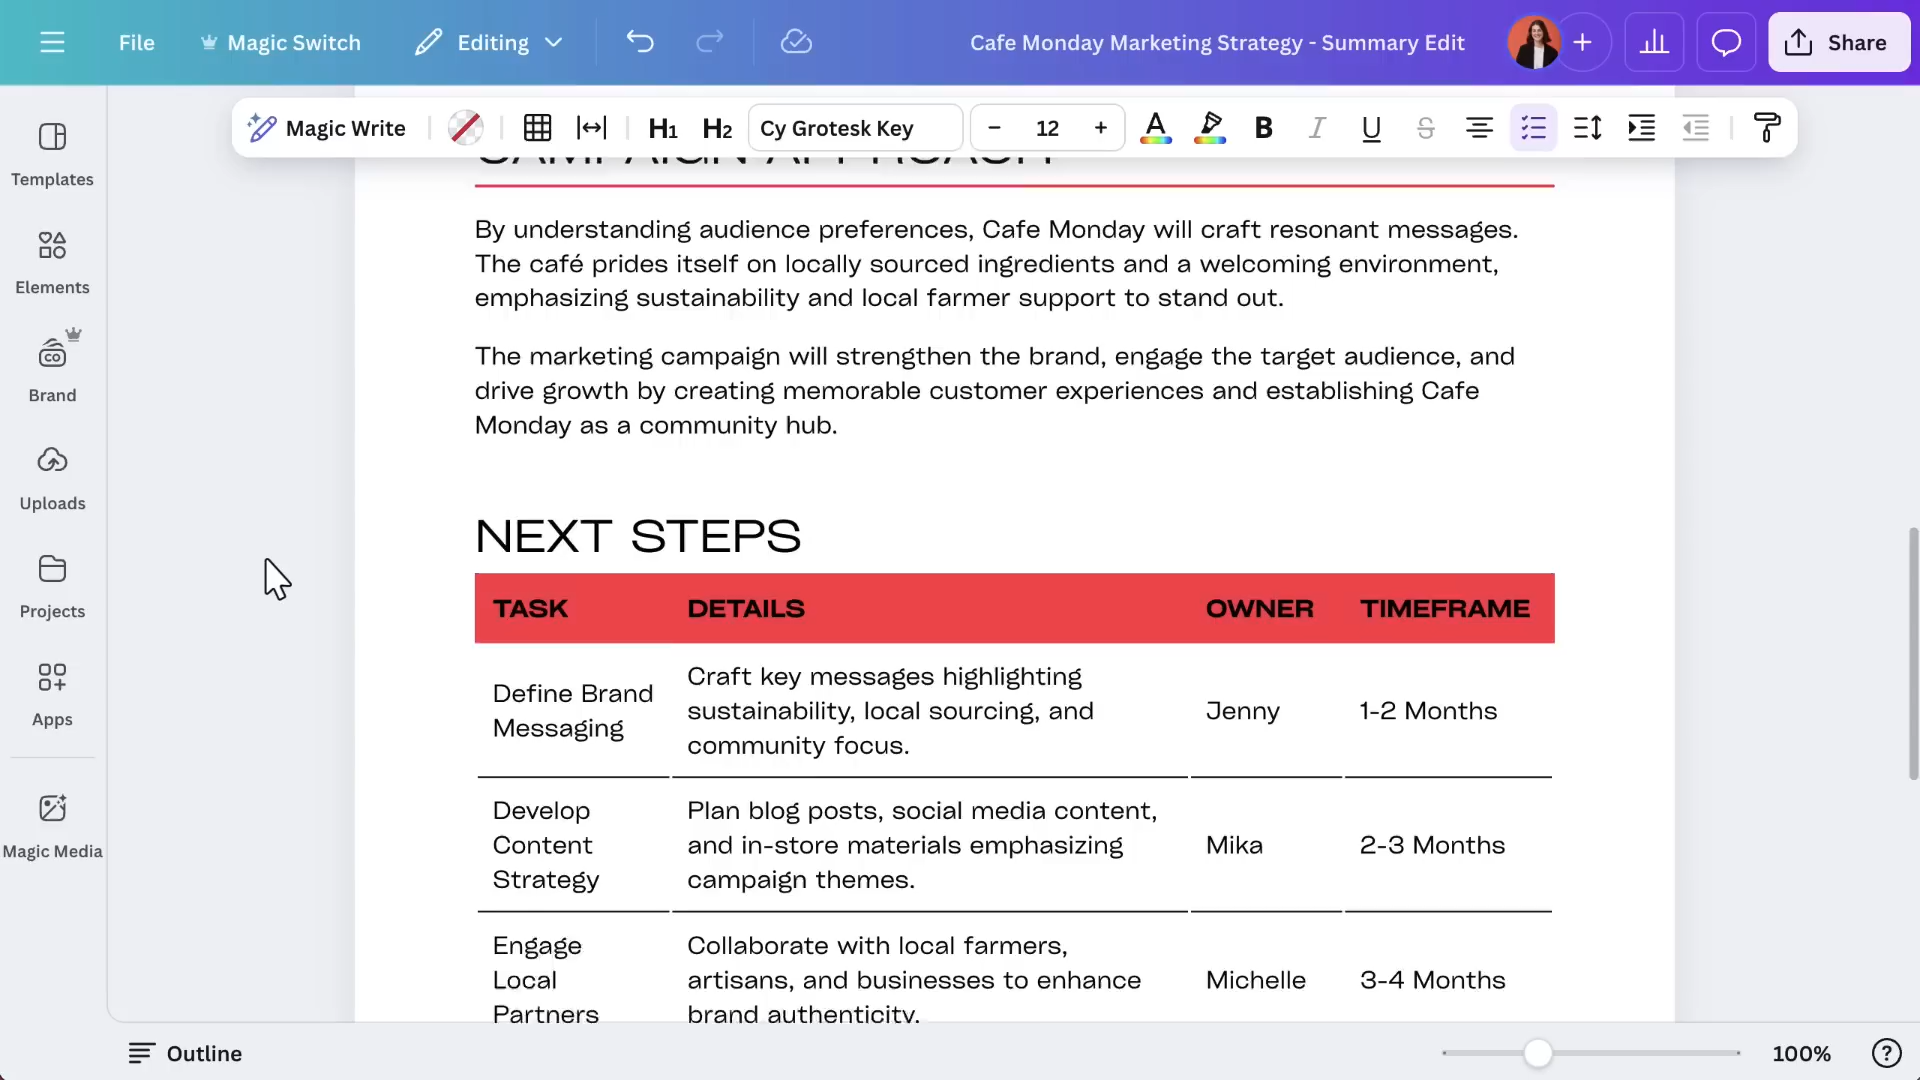 File
Magic Switch
Editing
Cafe Monday Marketing Strategy - Summary Edit
Share
Magic Write
H1
H2
Cy Grotesk Key
− 12 +
A
B
I
U
S
Templates
Elements
CO
Brand
Uploads
Projects
Apps
Magic Media
CAMPAIGN APPROACH
By understanding audience preferences, Cafe Monday will craft resonant messages.
The café prides itself on locally sourced ingredients and a welcoming environment,
emphasizing sustainability and local farmer support to stand out.
The marketing campaign will strengthen the brand, engage the target audience, and
drive growth by creating memorable customer experiences and establishing Cafe
Monday as a community hub.
NEXT STEPS
TASK DETAILS OWNER TIMEFRAME
Define Brand
Messaging
Craft key messages highlighting
sustainability, local sourcing, and
community focus.
Jenny
1-2 Months
Develop
Content
Strategy
Plan blog posts, social media content,
and in-store materials emphasizing
campaign themes.
Mika
2-3 Months
Engage
Local
Partners
Collaborate with local farmers,
artisans, and businesses to enhance
brand authenticity.
Michelle
3-4 Months
Outline
100%
?